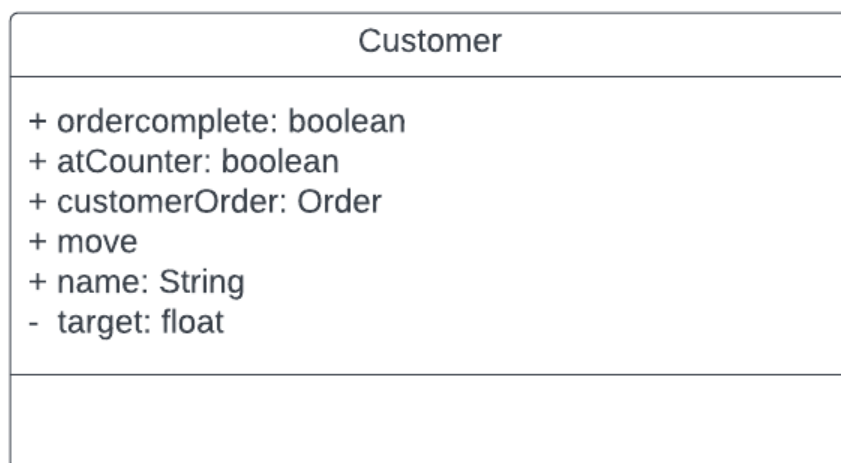 Customer
+ ordercomplete: boolean
+ atCounter: boolean
+ customerOrder: Order
+ move
+ name: String
- target: float